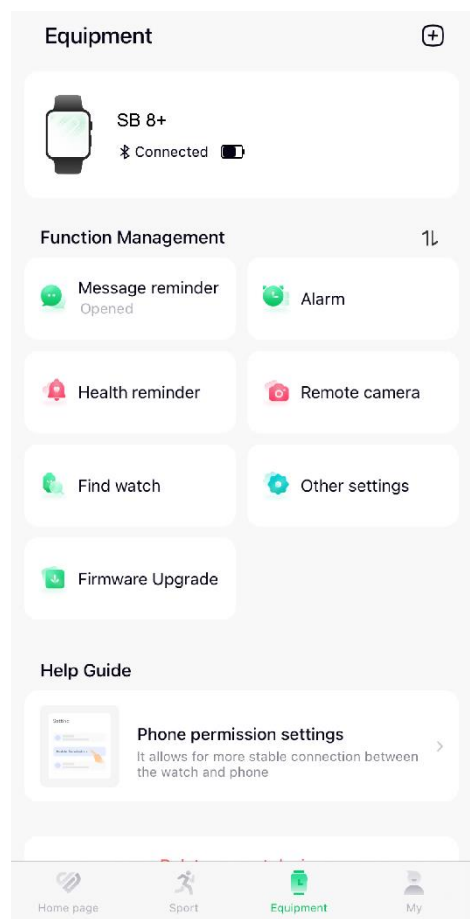 Equipment
SB 8+
Connected
Function Management
Message reminder
Opened
Alarm
Health reminder
Remote camera
Find watch
Other settings
Firmware Upgrade
Help Guide
Setting
Phone permission settings
It allows for more stable connection between
the watch and phone
Home page
Sport
Equipment
My